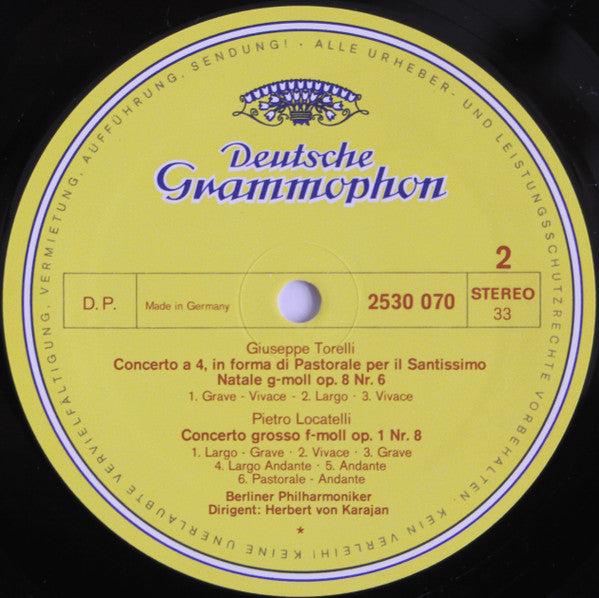 Deutsche
Grammophon
2
D.P.
Made in Germany
2530 070
STEREO
33
Giuseppe Torelli
Concerto a 4, in forma di Pastorale per il Santissimo
Natale g-moll op. 8 Nr. 6
1. Grave - Vivace · 2. Largo · 3. Vivace
Pietro Locatelli
Concerto grosso f-moll op. 1 Nr. 8
1. Largo - Grave · 2. Vivace · 3. Grave
4. Largo Andante · 5. Andante
6. Pastorale - Andante
Berliner Philharmoniker
Dirigent: Herbert von Karajan
*
ALLE URHEBER- UND LEISTUNGSSCHUTZRECHTE VORBEHALTEN. KEIN VERLEIH! KEINE UNERLAUBTE VERVIELFÄLTIGUNG, VERMIETUNG, AUFFÜHRUNG, SENDUNG! ·